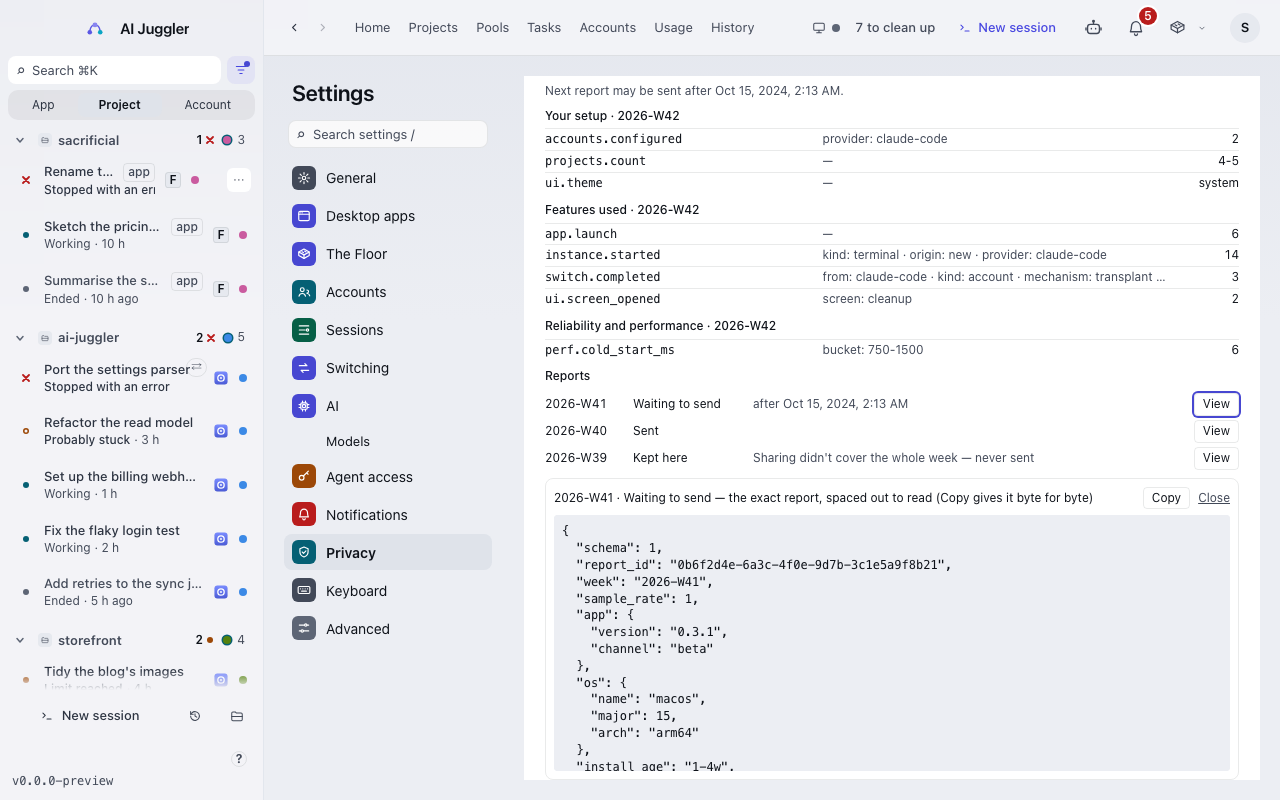 AI Juggler
Search ⌘K
App Project Account
sacrificial 1 3
Rename t... app F
Stopped with an err
Sketch the pricin... app F
Working · 10 h
Summarise the s... app F
Ended · 10 h ago
ai-juggler 2 5
Port the settings parser
Stopped with an error
Refactor the read model
Probably stuck · 3 h
Set up the billing webh...
Working · 1 h
Fix the flaky login test
Working · 2 h
Add retries to the sync j...
Ended · 5 h ago
storefront 2 4
Tidy the blog's images
Limit reached · 4 h
New session
?
v0.0.0-preview
Home Projects Pools Tasks Accounts Usage History
7 to clean up
New session
5
S
Settings
Search settings /
General
Desktop apps
The Floor
Accounts
Sessions
Switching
AI
Models
Agent access
Notifications
Privacy
Keyboard
Advanced
Next report may be sent after Oct 15, 2024, 2:13 AM.
Your setup · 2026-W42
accounts.configured provider: claude-code 2
projects.count — 4-5
ui.theme — system
Features used · 2026-W42
app.launch — 6
instance.started kind: terminal · origin: new · provider: claude-code 14
switch.completed from: claude-code · kind: account · mechanism: transplant ... 3
ui.screen_opened screen: cleanup 2
Reliability and performance · 2026-W42
perf.cold_start_ms bucket: 750-1500 6
Reports
2026-W41 Waiting to send after Oct 15, 2024, 2:13 AM View
2026-W40 Sent View
2026-W39 Kept here Sharing didn't cover the whole week — never sent View
2026-W41 · Waiting to send — the exact report, spaced out to read (Copy gives it byte for byte) Copy Close
{
"schema": 1,
"report_id": "0b6f2d4e-6a3c-4f0e-9d7b-3c1e5a9f8b21",
"week": "2026-W41",
"sample_rate": 1,
"app": {
"version": "0.3.1",
"channel": "beta"
},
"os": {
"name": "macos",
"major": 15,
"arch": "arm64"
},
"install_age": "1-4w",